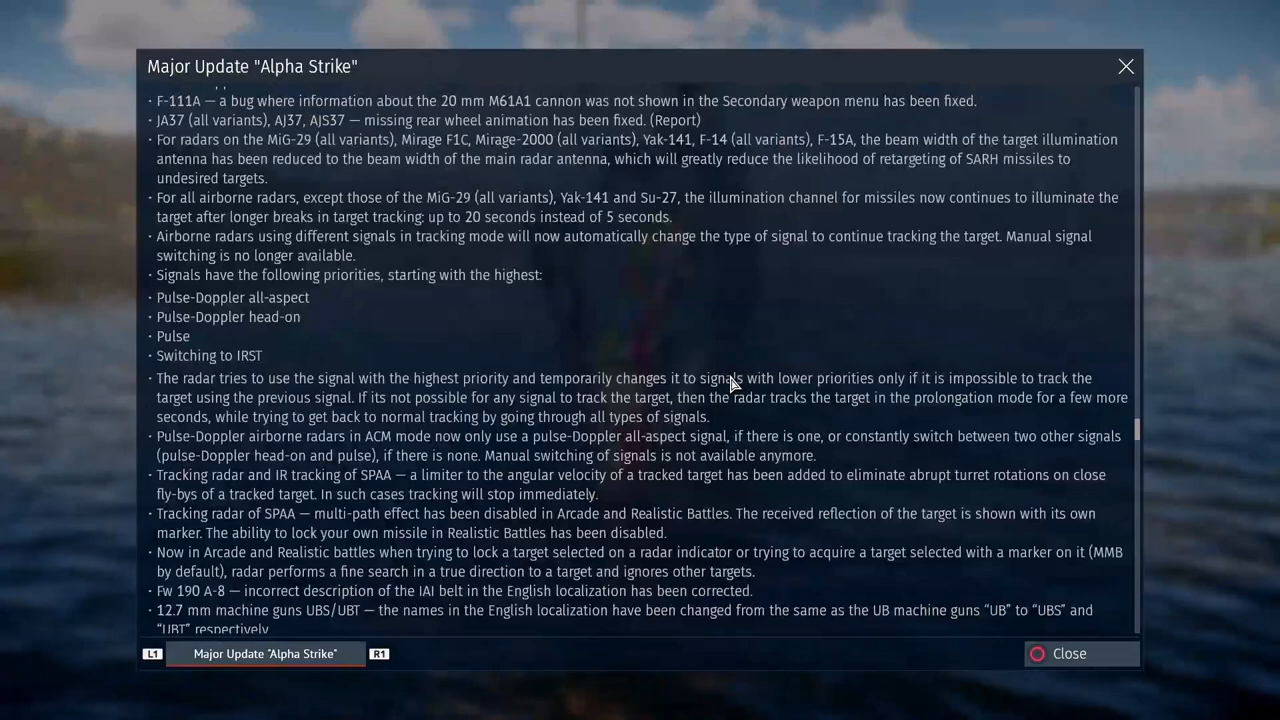 Major Update "Alpha Strike"
· F-111A — a bug where information about the 20 mm M61A1 cannon was not shown in the Secondary weapon menu has been fixed.
· JA37 (all variants), AJ37, AJS37 — missing rear wheel animation has been fixed. (Report)
· For radars on the MiG-29 (all variants), Mirage F1C, Mirage-2000 (all variants), Yak-141, F-14 (all variants), F-15A, the beam width of the target illumination
antenna has been reduced to the beam width of the main radar antenna, which will greatly reduce the likelihood of retargeting of SARH missiles to
undesired targets.
· For all airborne radars, except those of the MiG-29 (all variants), Yak-141 and Su-27, the illumination channel for missiles now continues to illuminate the
target after longer breaks in target tracking: up to 20 seconds instead of 5 seconds.
· Airborne radars using different signals in tracking mode will now automatically change the type of signal to continue tracking the target. Manual signal
switching is no longer available.
· Signals have the following priorities, starting with the highest:
· Pulse-Doppler all-aspect
· Pulse-Doppler head-on
· Pulse
· Switching to IRST
· The radar tries to use the signal with the highest priority and temporarily changes it to signals with lower priorities only if it is impossible to track the
target using the previous signal. If its not possible for any signal to track the target, then the radar tracks the target in the prolongation mode for a few more
seconds, while trying to get back to normal tracking by going through all types of signals.
· Pulse-Doppler airborne radars in ACM mode now only use a pulse-Doppler all-aspect signal, if there is one, or constantly switch between two other signals
(pulse-Doppler head-on and pulse), if there is none. Manual switching of signals is not available anymore.
· Tracking radar and IR tracking of SPAA — a limiter to the angular velocity of a tracked target has been added to eliminate abrupt turret rotations on close
fly-bys of a tracked target. In such cases tracking will stop immediately.
· Tracking radar of SPAA — multi-path effect has been disabled in Arcade and Realistic Battles. The received reflection of the target is shown with its own
marker. The ability to lock your own missile in Realistic Battles has been disabled.
· Now in Arcade and Realistic battles when trying to lock a target selected on a radar indicator or trying to acquire a target selected with a marker on it (MMB
by default), radar performs a fine search in a true direction to a target and ignores other targets.
· Fw 190 A-8 — incorrect description of the IAI belt in the English localization has been corrected.
· 12.7 mm machine guns UBS/UBT — the names in the English localization have been changed from the same as the UB machine guns “UB” to “UBS” and
“UBT” respectively
L1 Major Update "Alpha Strike" R1 Close